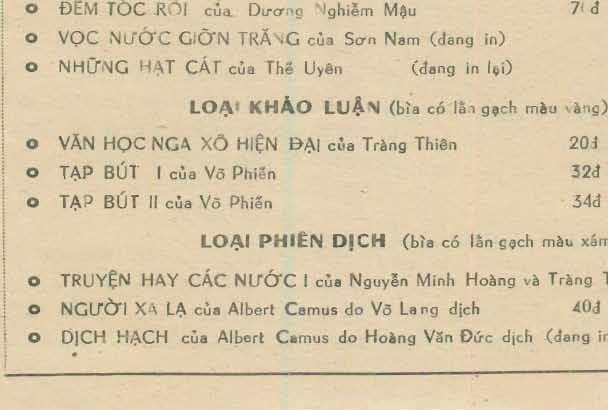 ĐÊM TÓC RỐI của Dương Nghiễm Mậu
VỌC NƯỚC GIỠN TRĂNG của Sơn Nam (đang in)
NHỮNG HẠT CÁT của Thế Uyên (đang in lại)
LOẠI KHẢO LUẬN (bìa có lằn gạch màu vàng)
VĂN HỌC NGA XÔ HIỆN ĐẠI của Tràng Thiên 20đ
TẠP BÚT I của Võ Phiến 32đ
TẠP BÚT II của Võ Phiến 34đ
LOẠI PHIÊN DỊCH (bìa có lằn gạch màu xám
TRUYỆN HAY CÁC NƯỚC I của Nguyễn Minh Hoàng và Tràng T
NGƯỜI XA LẠ của Albert Camus do Võ Lang dịch 40đ
DỊCH HẠCH của Albert Camus do Hoàng Văn Đức dịch (đang in